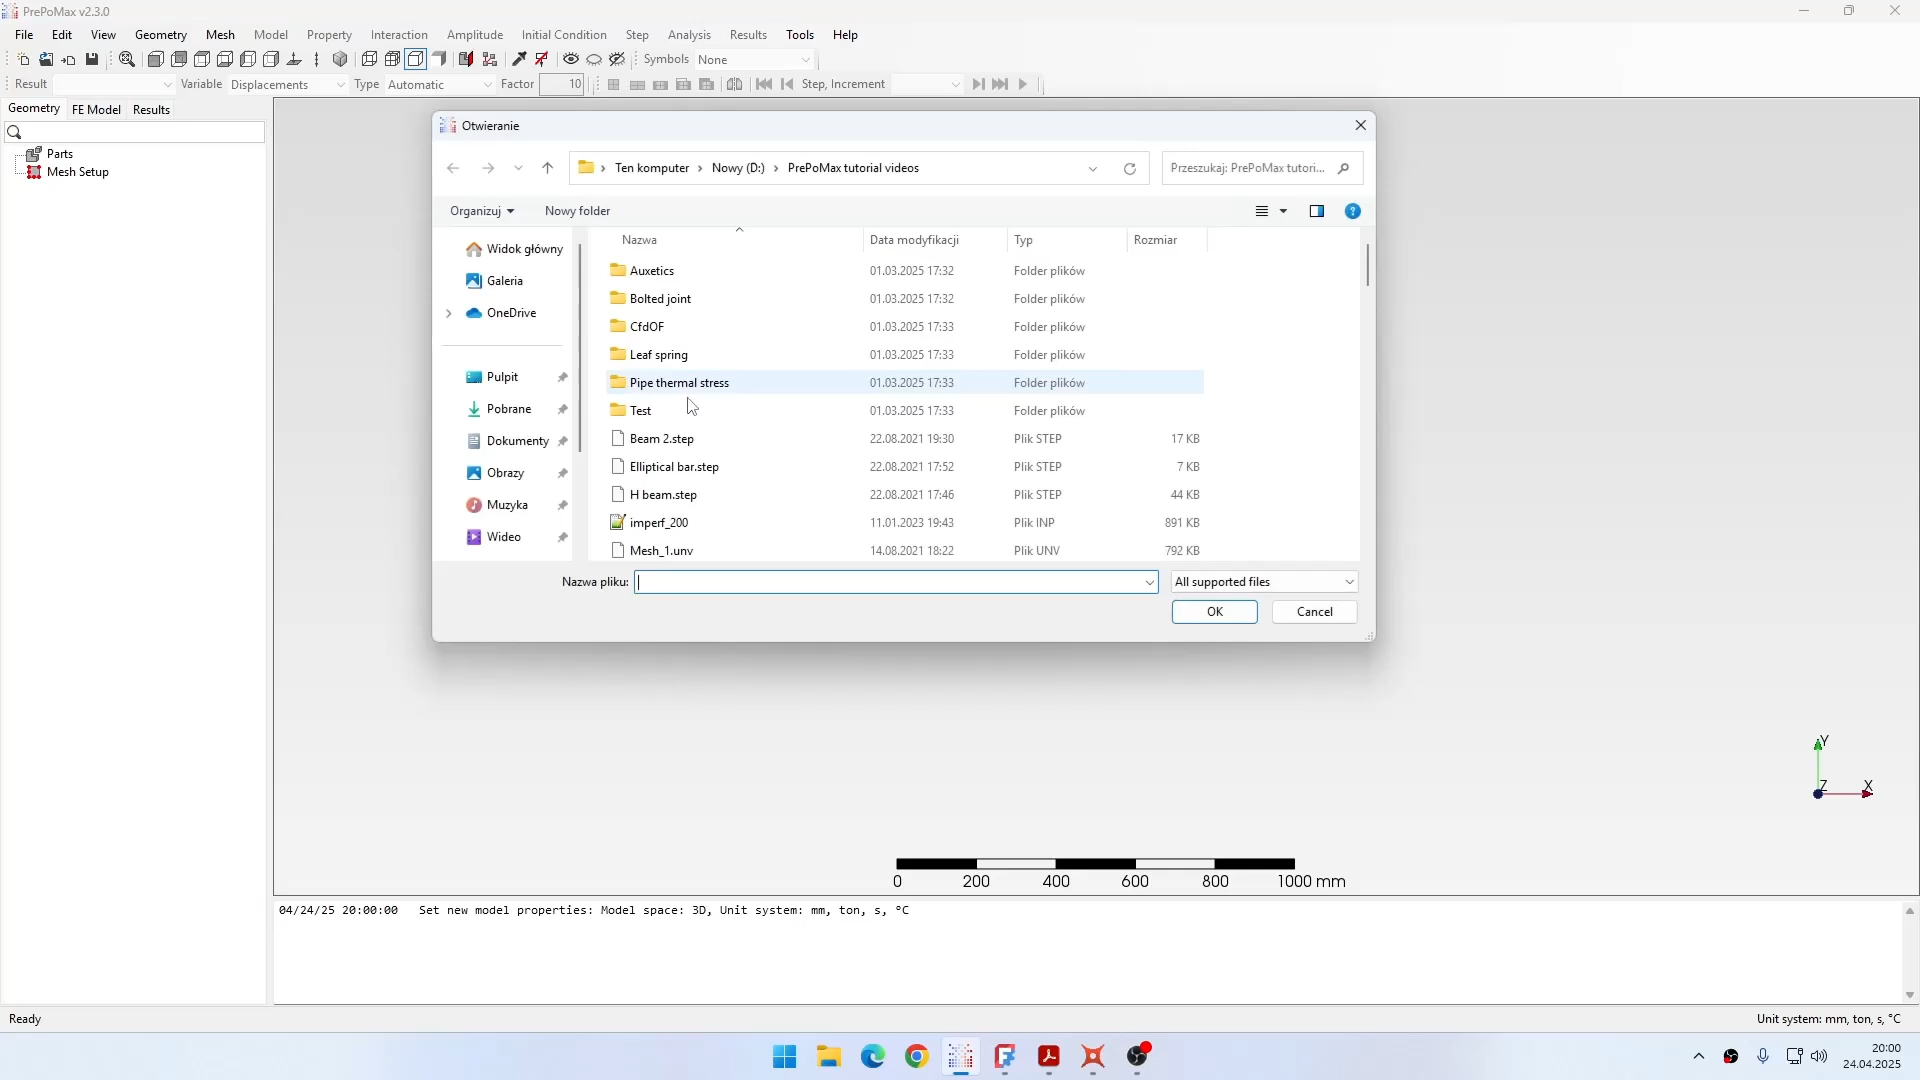 PrePoMax v2.3.0
File Edit View Geometry Mesh Model Property Interaction Amplitude Initial Condition Step Analysis Results Tools Help
Symbols None
Result Variable Displacements Type Automatic Factor 10 Step, Increment
Geometry FE Model Results
Parts
Mesh Setup
Otwieranie
Ten komputer Nowy (D:) PrePoMax tutorial videos
Przeszukaj: PrePoMax tutori...
Organizuj Nowy folder
Widok główny
Galeria
OneDrive
Pulpit
Pobrane
Dokumenty
Obrazy
Muzyka
Wideo
Nazwa Data modyfikacji Typ Rozmiar
Auxetics 01.03.2025 17:32 Folder plików
Bolted joint 01.03.2025 17:32 Folder plików
CfdOF 01.03.2025 17:33 Folder plików
Leaf spring 01.03.2025 17:33 Folder plików
Pipe thermal stress 01.03.2025 17:33 Folder plików
Test 01.03.2025 17:33 Folder plików
Beam 2.step 22.08.2021 19:30 Plik STEP 17 KB
Elliptical bar.step 22.08.2021 17:52 Plik STEP 7 KB
H beam.step 22.08.2021 17:46 Plik STEP 44 KB
imperf_200 11.01.2023 19:43 Plik INP 891 KB
Mesh_1.unv 14.08.2021 18:22 Plik UNV 792 KB
Nazwa pliku: All supported files
OK Cancel
Y
Z X
0 200 400 600 800 1000 mm
04/24/25 20:00:00 Set new model properties: Model space: 3D, Unit system: mm, ton, s, °C
Ready Unit system: mm, ton, s, °C
20:00
24.04.2025